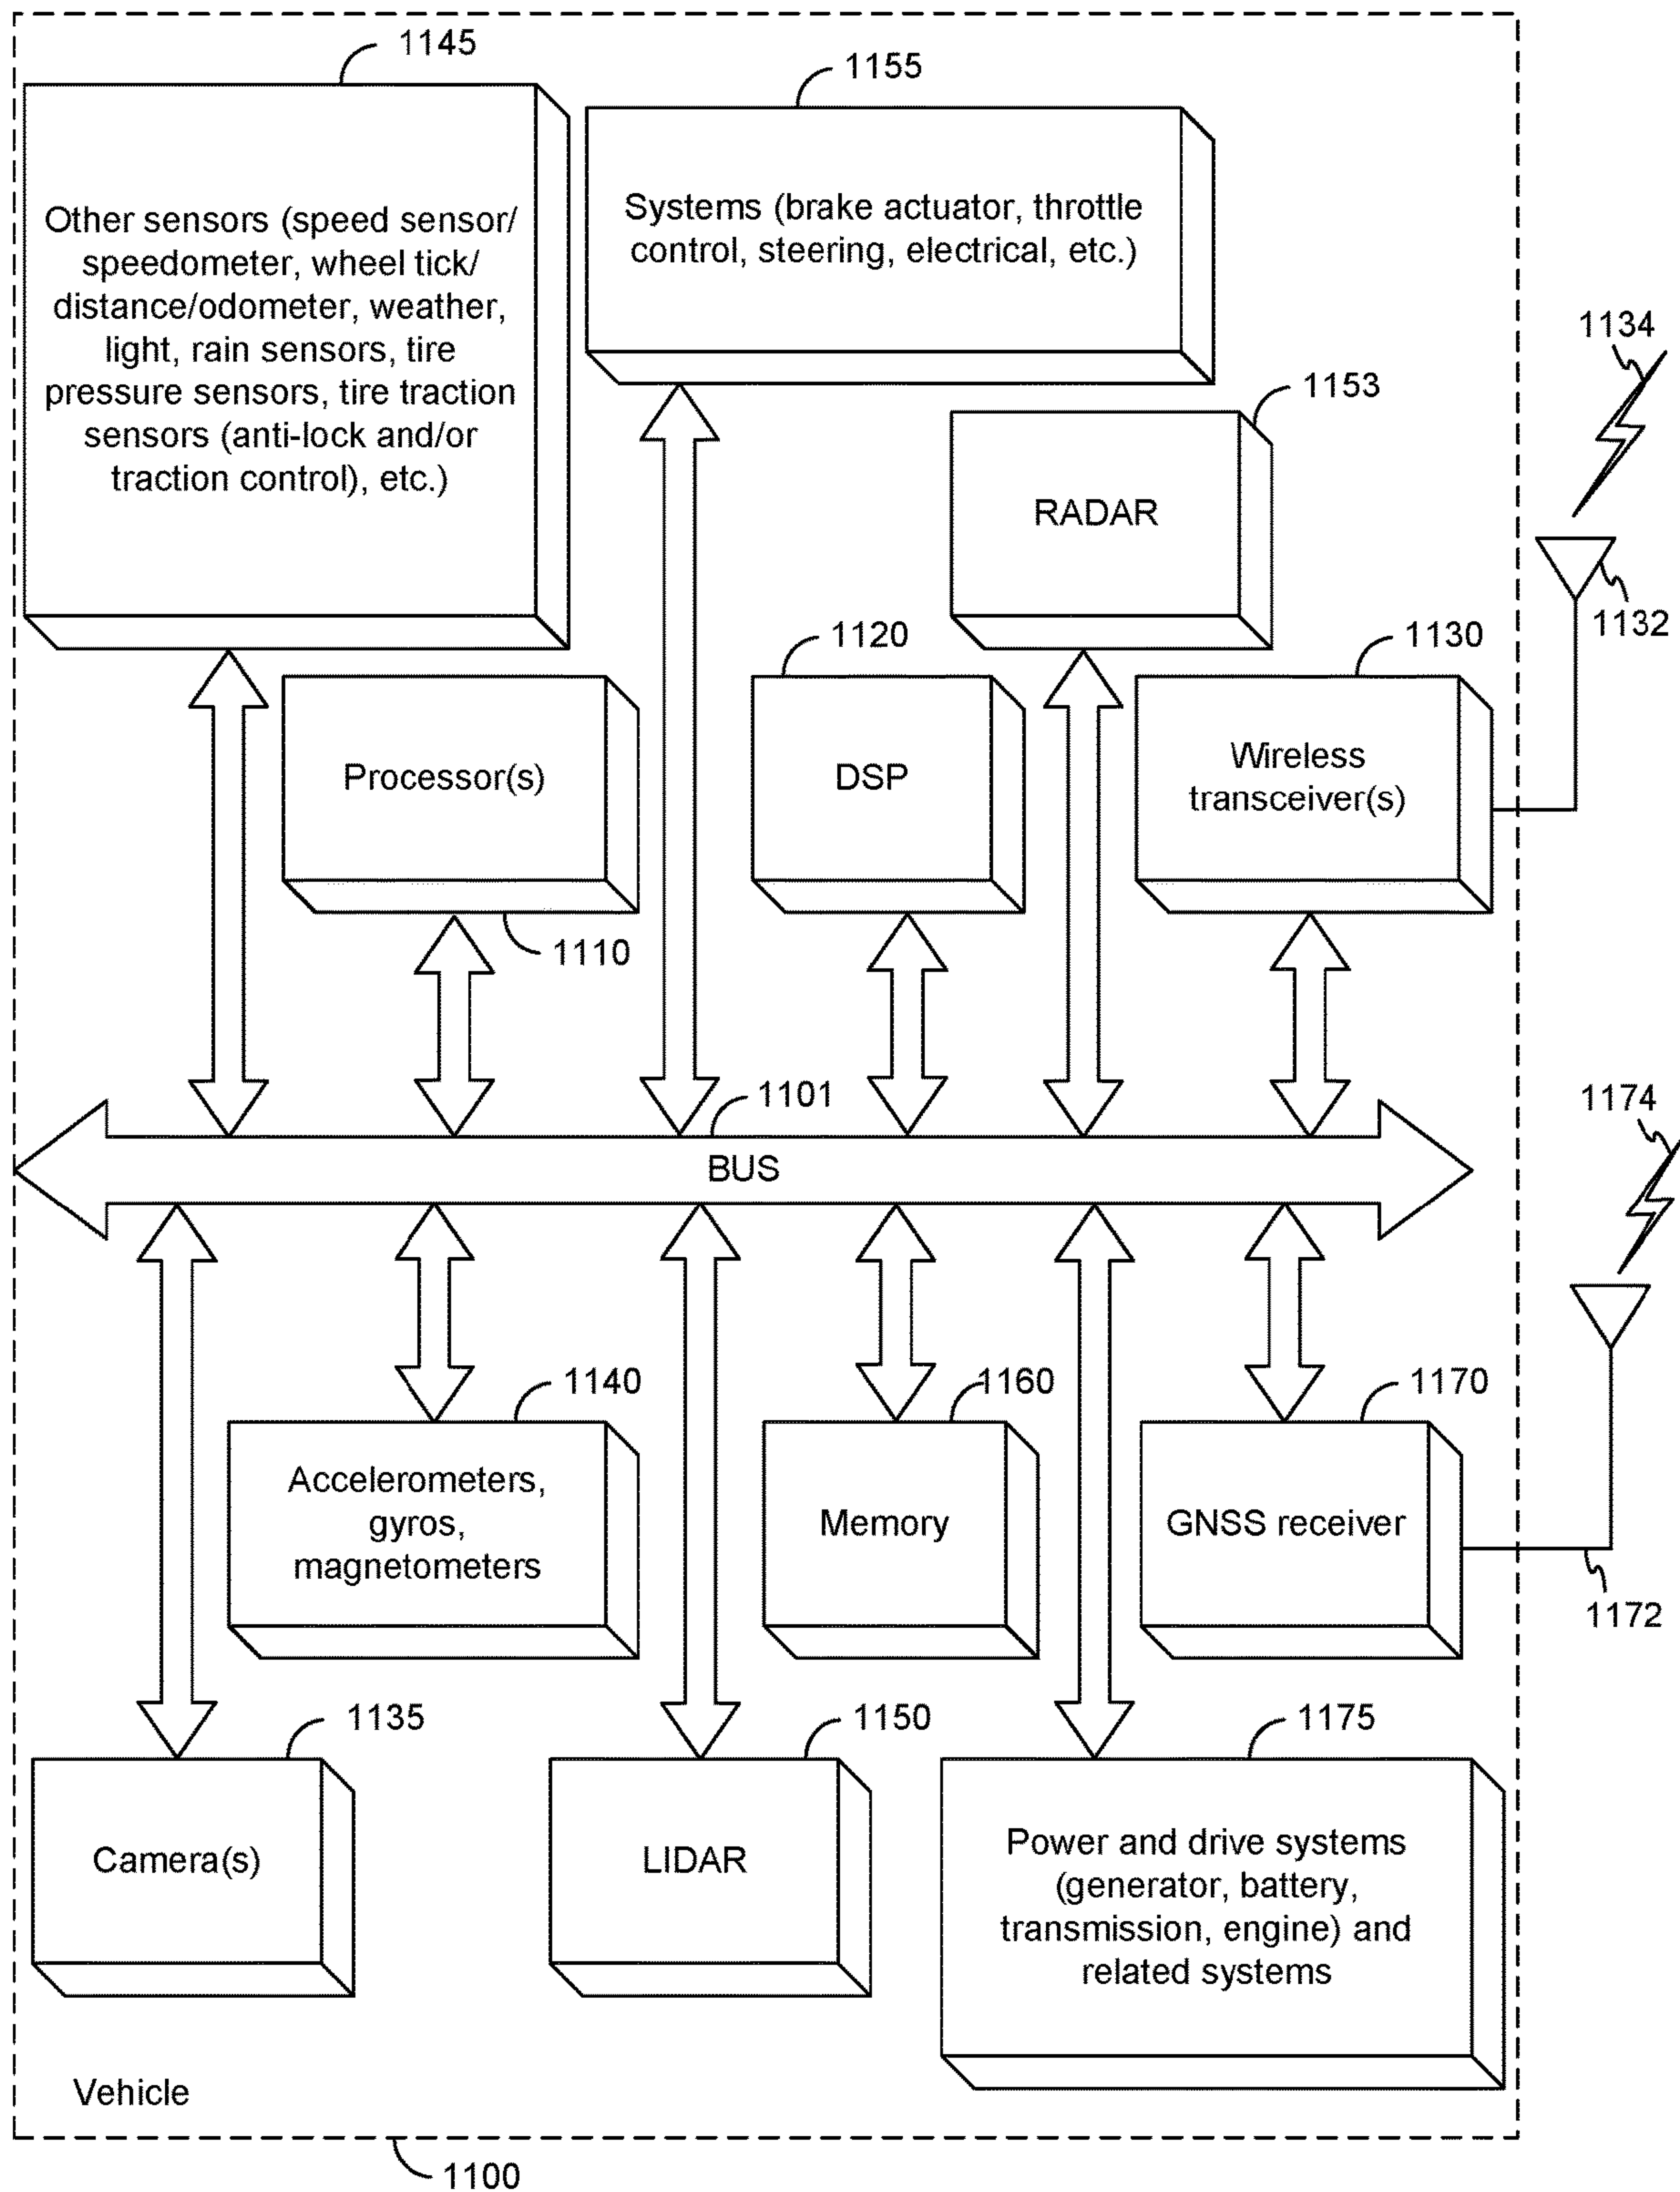 1145
1155
Other sensors (speed sensor/
speedometer, wheel tick/
distance/odometer, weather,
light, rain sensors, tire
pressure sensors, tire traction
sensors (anti-lock and/or
traction control), etc.)
Systems (brake actuator, throttle
control, steering, electrical, etc.)
1134
1153
RADAR
1132
1120
1130
Processor(s)
DSP
Wireless
transceiver(s)
1110
1101
1174
BUS
1140
1160
1170
Accelerometers,
gyros,
magnetometers
Memory
GNSS receiver
1172
1135
1150
1175
Camera(s)
LIDAR
Power and drive systems
(generator, battery,
transmission, engine) and
related systems
Vehicle
1100